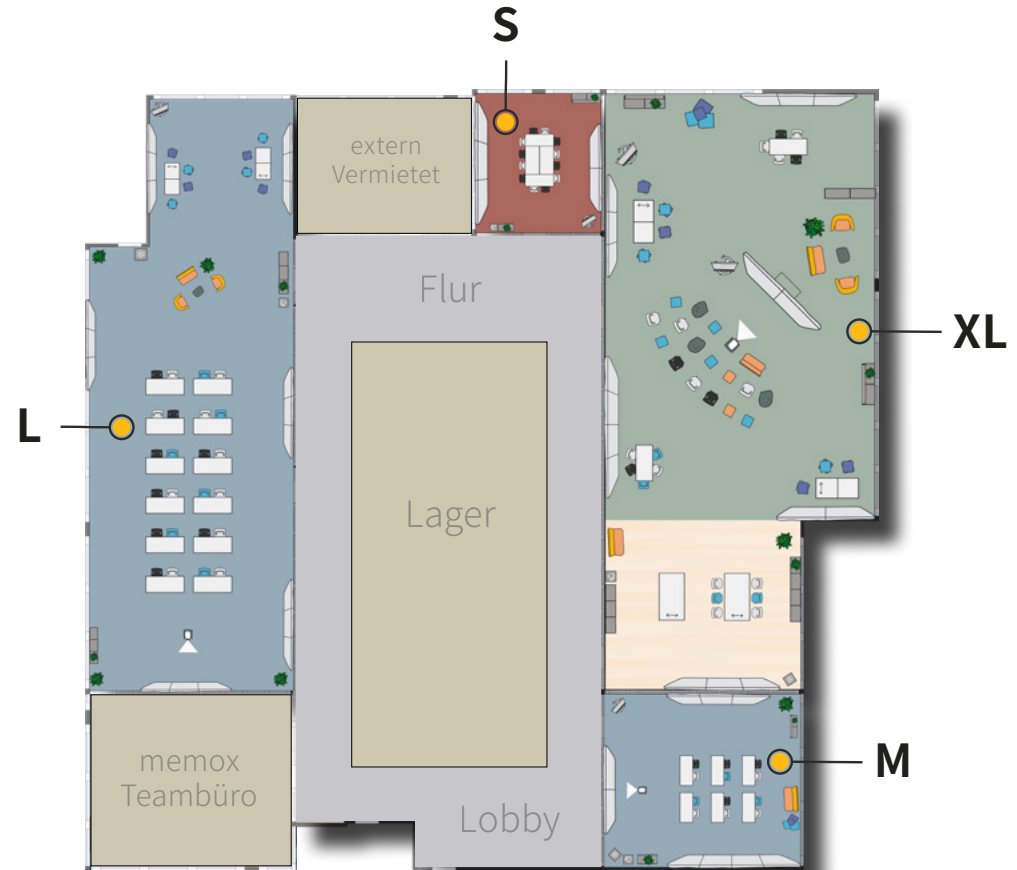 S
extern
Vermietet
Flur
XL
L
Lager
memox
Teambüro
M
Lobby